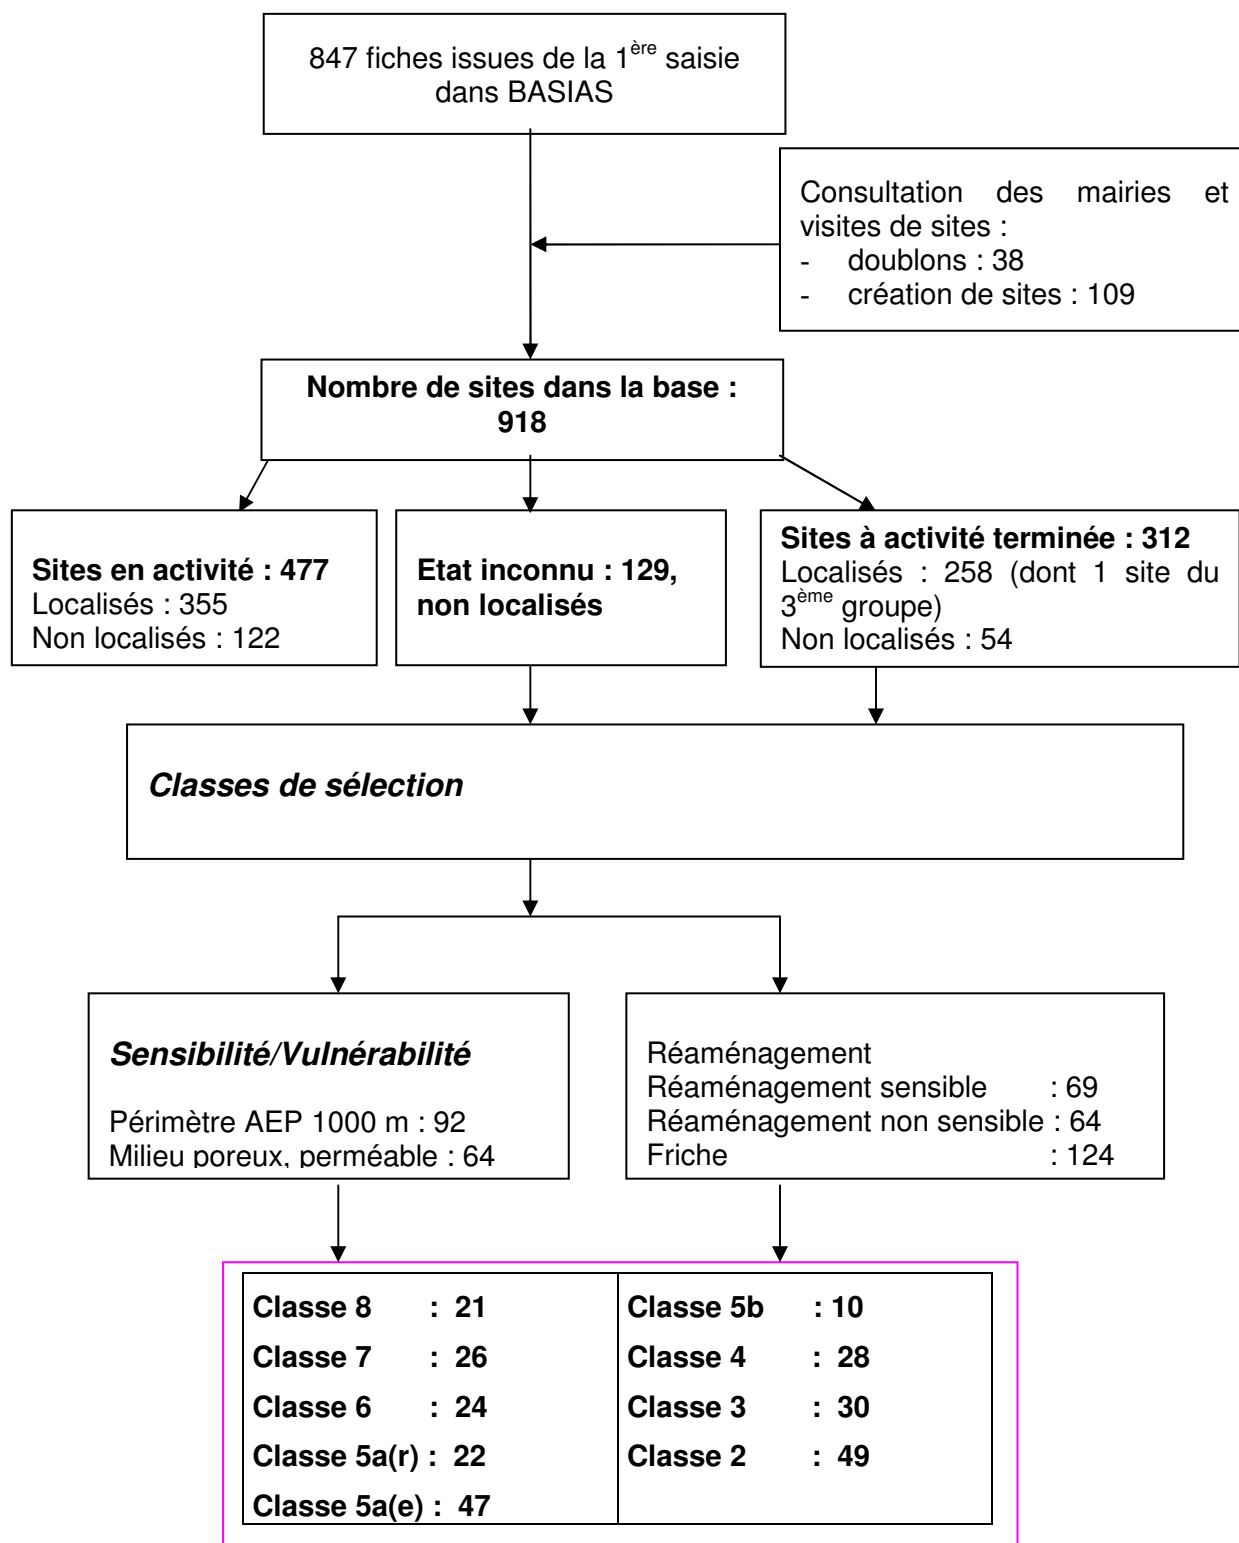 847 fiches issues de la 1ère saisie
dans BASIAS
Consultation des mairies et
visites de sites :
- doublons : 38
- création de sites : 109
Nombre de sites dans la base :
918
Sites en activité : 477
Localisés : 355
Non localisés : 122
Etat inconnu : 129,
non localisés
Sites à activité terminée : 312
Localisés : 258 (dont 1 site du
3ème groupe)
Non localisés : 54
Classes de sélection
Sensibilité/Vulnérabilité
Périmètre AEP 1000 m : 92
Milieu poreux, perméable : 64
Réaménagement
Réaménagement sensible : 69
Réaménagement non sensible : 64
Friche : 124
Classe 8 : 21
Classe 7 : 26
Classe 6 : 24
Classe 5a(r) : 22
Classe 5a(e) : 47
Classe 5b : 10
Classe 4 : 28
Classe 3 : 30
Classe 2 : 49